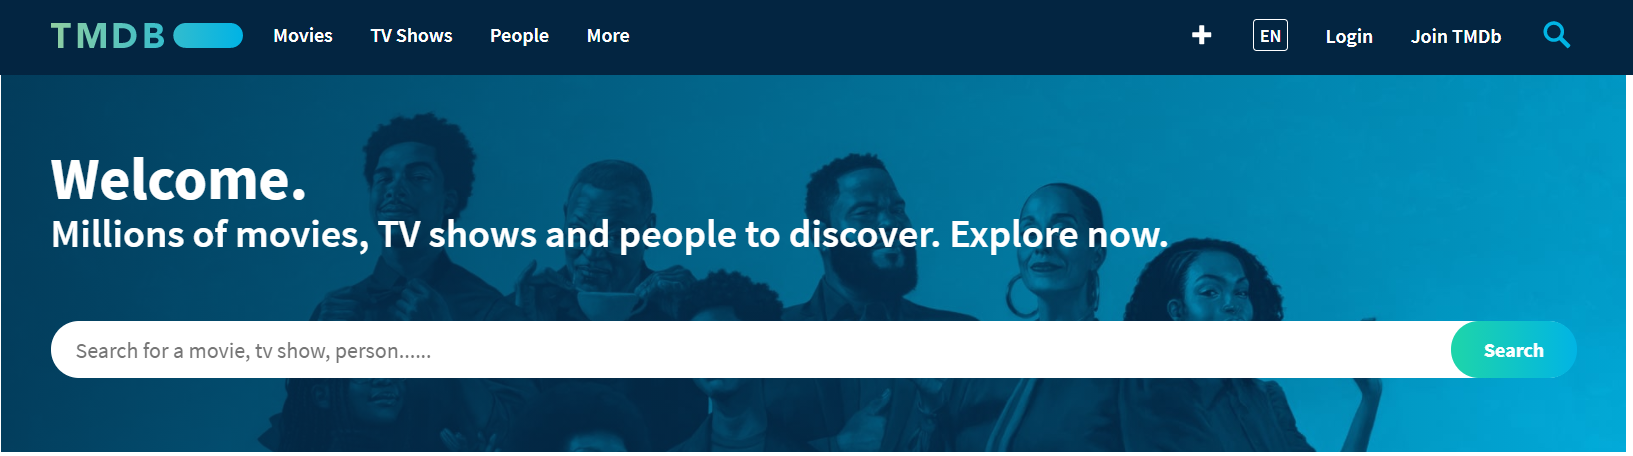 TMDB Movies TV Shows People More EN Login Join TMDb
Welcome.
Millions of movies, TV shows and people to discover. Explore now.
Search for a movie, tv show, person...... Search